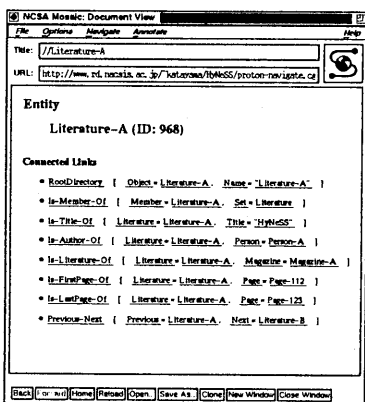 NCSA Mosaic: Document View
File Options Navigate Annotate Help
Title: //Literature-A
URL: http://www.rd.nacsis.ac.jp/~katayama/HyNeSS/proton-navigate.cg
Entity
Literature-A (ID: 968)
Connected Links
• RootDirectory [ Object = Literature-A, Name = "Literature-A" ]
• Is-Member-Of [ Member = Literature-A, Set = Literature ]
• Is-Title-Of [ Literature = Literature-A, Title = "HyNeSS" ]
• Is-Author-Of [ Literature = Literature-A, Person = Person-A ]
• Is-Literature-Of [ Literature = Literature-A, Magazine = Magazine-A ]
• Is-FirstPage-Of [ Literature = Literature-A, Page = Page-112 ]
• Is-LastPage-Of [ Literature = Literature-A, Page = Page-123 ]
• Previous-Next [ Previous = Literature-A, Next = Literature-B ]
Back Forward Home Reload Open.. Save As.. Clone New Window Close Window